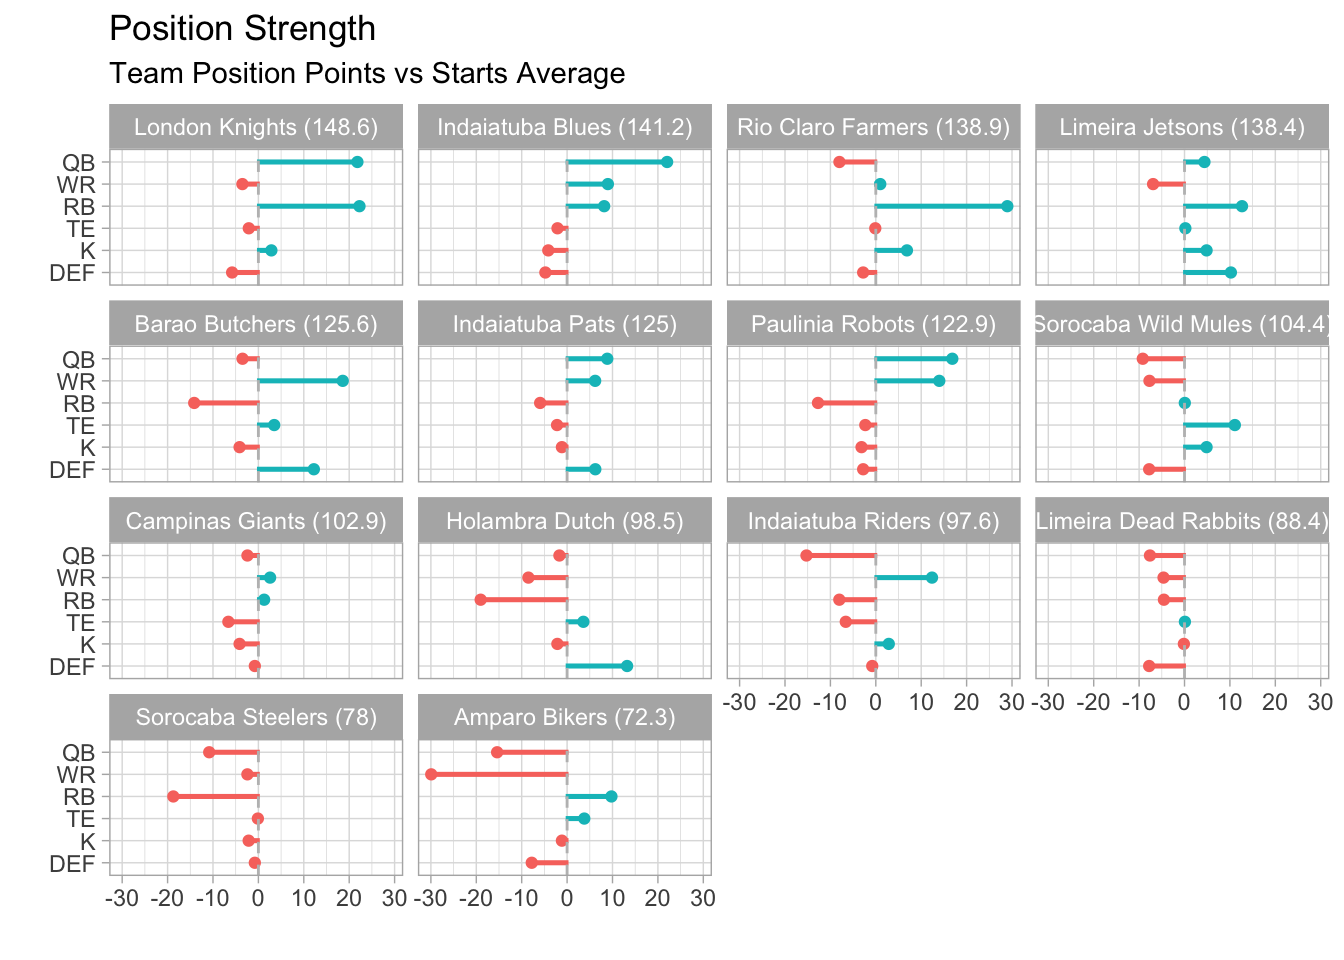 Position Strength
Team Position Points vs Starts Average
London Knights (148.6) Indaiatuba Blues (141.2) Rio Claro Farmers (138.9) Limeira Jetsons (138.4)
QB
WR
RB
TE
K
DEF
Barao Butchers (125.6) Indaiatuba Pats (125) Paulinia Robots (122.9) Sorocaba Wild Mules (104.4)
QB
WR
RB
TE
K
DEF
Campinas Giants (102.9) Holambra Dutch (98.5) Indaiatuba Riders (97.6) Limeira Dead Rabbits (88.4)
QB
WR
RB
TE
K
DEF
-30 -20 -10 0 10 20 30 -30 -20 -10 0 10 20 30
Sorocaba Steelers (78) Amparo Bikers (72.3)
QB
WR
RB
TE
K
DEF
-30 -20 -10 0 10 20 30 -30 -20 -10 0 10 20 30